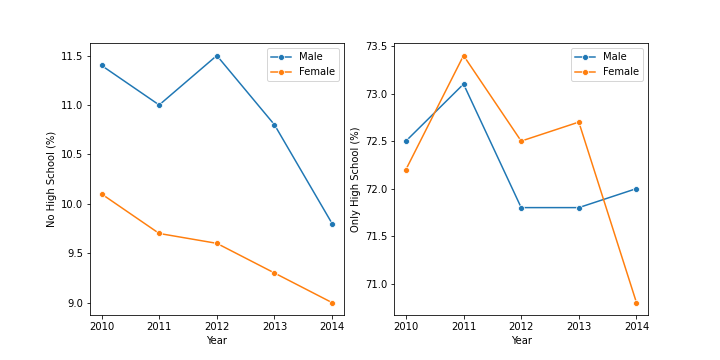 No High School (%)
11.5
11.0
10.5
10.0
9.5
9.0
2010 2011 2012 2013 2014
Year
Male
Female
Only High School (%)
73.5
73.0
72.5
72.0
71.5
71.0
2010 2011 2012 2013 2014
Year
Male
Female